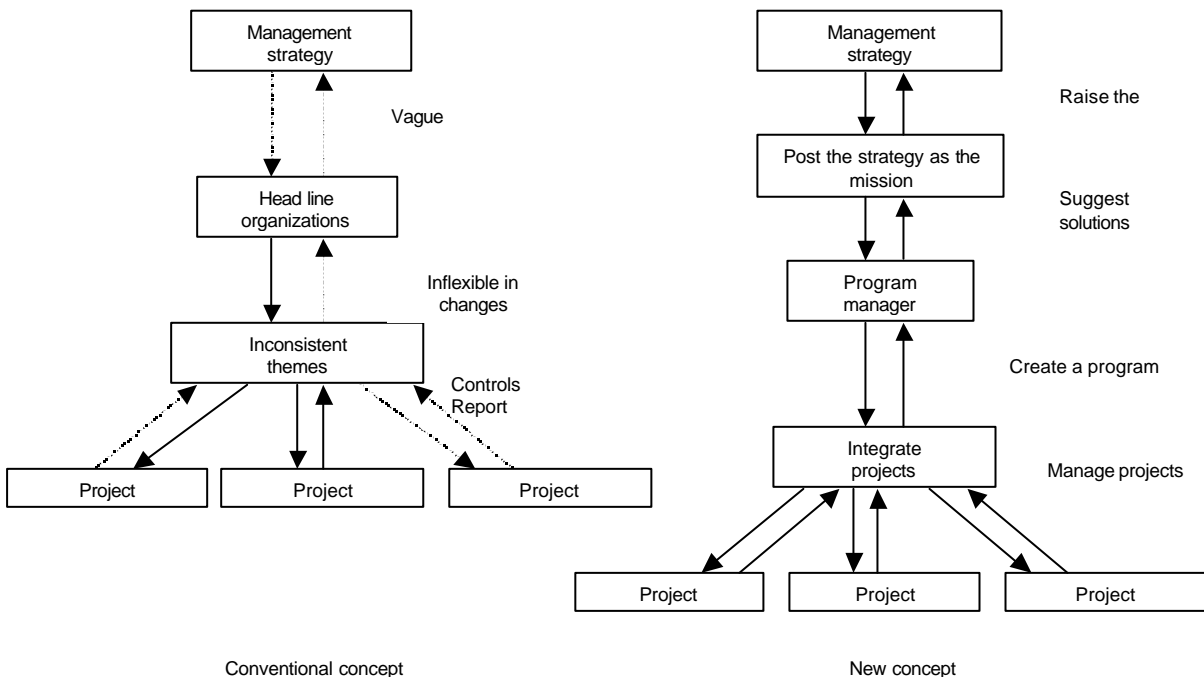 Management
strategy
Vague
Head line
organizations
Inflexible in
changes
Inconsistent
themes
Controls
Report
Project
Project
Project
Conventional concept
Management
strategy
Raise the
Post the strategy as the
mission
Suggest
solutions
Program
manager
Create a program
Integrate
projects
Manage projects
Project
Project
Project
New concept